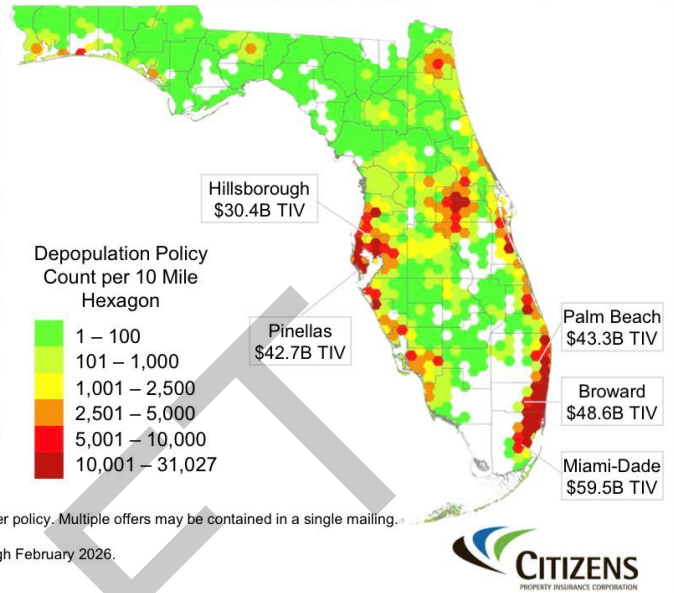 Hillsborough
$30.4B TIV
Depopulation Policy
Count per 10 Mile
Hexagon
1 – 100
101 – 1,000
1,001 – 2,500
2,501 – 5,000
5,001 – 10,000
10,001 – 31,027
Pinellas
$42.7B TIV
Palm Beach
$43.3B TIV
Broward
$48.6B TIV
Miami-Dade
$59.5B TIV
policy. Multiple offers may be contained in a single mailing.
February 2026.
CITIZENS
PROPERTY INSURANCE CORPORATION